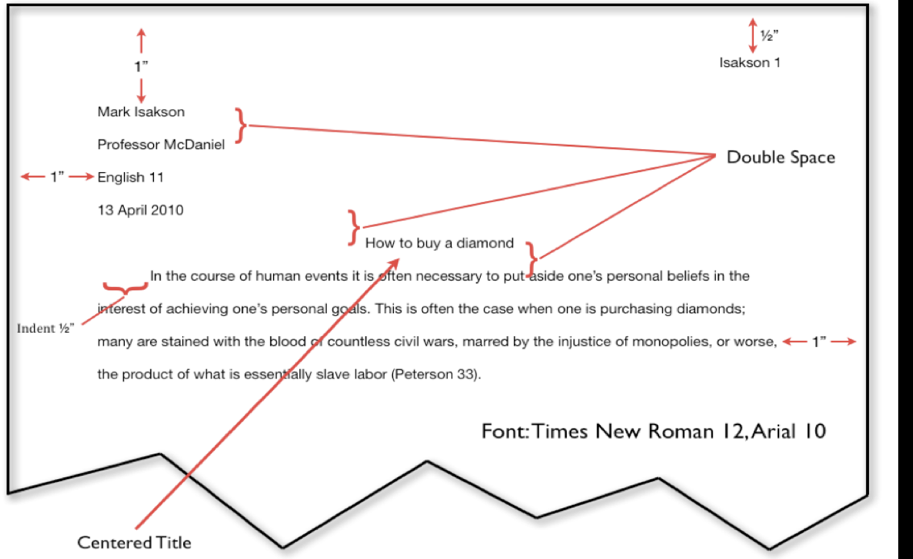 ½"
1"
Isakson 1
Mark Isakson
Professor McDaniel
Double Space
1"
English 11
13 April 2010
How to buy a diamond
In the course of human events it is often necessary to put aside one's personal beliefs in the
Indent ½"
interest of achieving one's personal goals. This is often the case when one is purchasing diamonds;
many are stained with the blood of countless civil wars, marred by the injustice of monopolies, or worse,
1"
the product of what is essentially slave labor (Peterson 33).
Font: Times New Roman 12, Arial 10
Centered Title